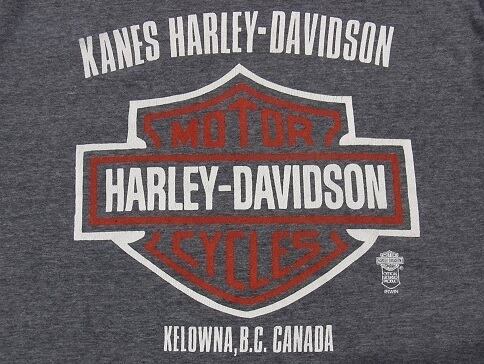 KANES HARLEY-DAVIDSON
MOTOR
HARLEY-DAVIDSON
CYCLES
KELOWNA, B.C. CANADA